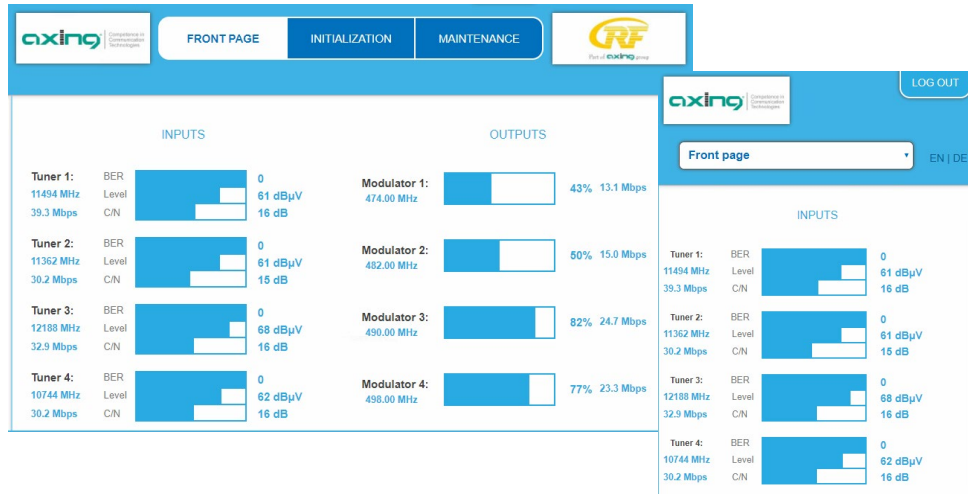 axing Competence in
Communication
Technologies
FRONT PAGE
INITIALIZATION
MAINTENANCE
CRF
Part of axing group
INPUTS
OUTPUTS
Tuner 1: BER 0
11494 MHz Level 61 dBµV
39.3 Mbps C/N 16 dB
Tuner 2: BER 0
11362 MHz Level 61 dBµV
30.2 Mbps C/N 15 dB
Tuner 3: BER 0
12188 MHz Level 68 dBµV
32.9 Mbps C/N 16 dB
Tuner 4: BER 0
10744 MHz Level 62 dBµV
30.2 Mbps C/N 16 dB
Modulator 1:
474.00 MHz
43% 13.1 Mbps
Modulator 2:
482.00 MHz
50% 15.0 Mbps
Modulator 3:
490.00 MHz
82% 24.7 Mbps
Modulator 4:
498.00 MHz
77% 23.3 Mbps
axing Competence in
Communication
Technologies
LOG OUT
Front page
EN | DE
INPUTS
Tuner 1: BER 0
11494 MHz Level 61 dBµV
39.3 Mbps C/N 16 dB
Tuner 2: BER 0
11362 MHz Level 61 dBµV
30.2 Mbps C/N 15 dB
Tuner 3: BER 0
12188 MHz Level 68 dBµV
32.9 Mbps C/N 16 dB
Tuner 4: BER 0
10744 MHz Level 62 dBµV
30.2 Mbps C/N 16 dB